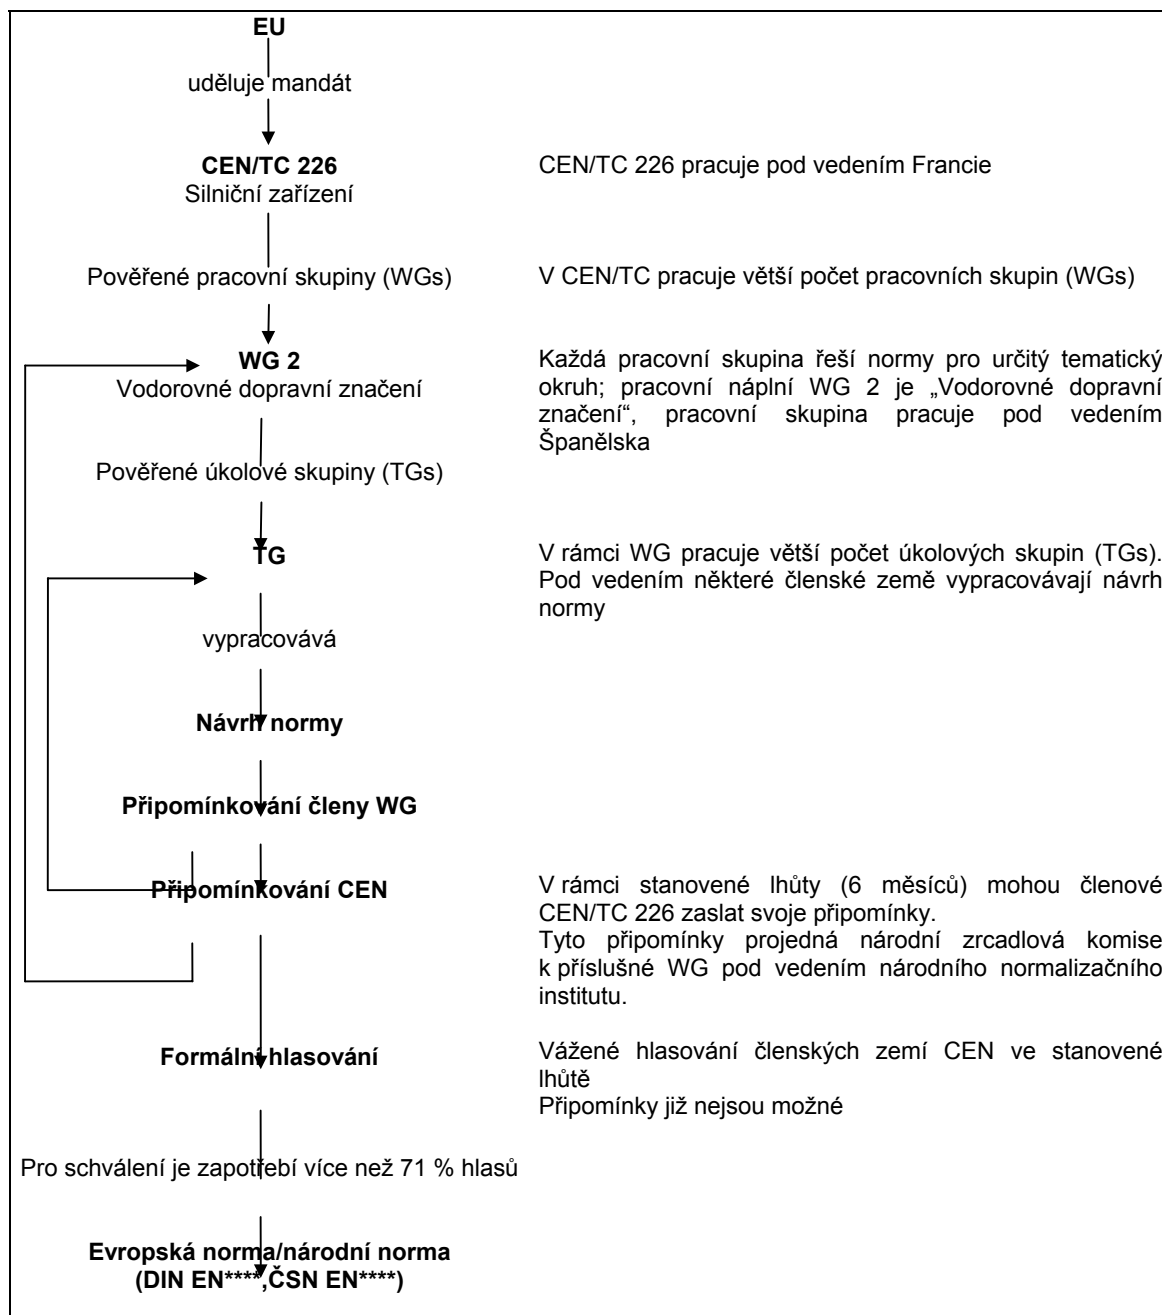 EU
uděluje mandát
CEN/TC 226
Silniční zařízení
CEN/TC 226 pracuje pod vedením Francie
Pověřené pracovní skupiny (WGs)
V CEN/TC pracuje větší počet pracovních skupin (WGs)
WG 2
Vodorovné dopravní značení
Každá pracovní skupina řeší normy pro určitý tematický
okruh; pracovní náplní WG 2 je „Vodorovné dopravní
značení“, pracovní skupina pracuje pod vedením
Španělska
Pověřené úkolové skupiny (TGs)
TG
V rámci WG pracuje větší počet úkolových skupin (TGs).
Pod vedením některé členské země vypracovávají návrh
normy
vypracovává
Návrh normy
Připomínkování členy WG
Připomínkování CEN
V rámci stanovené lhůty (6 měsíců) mohou členové
CEN/TC 226 zaslat svoje připomínky.
Tyto připomínky projedná národní zrcadlová komise
k příslušné WG pod vedením národního normalizačního
institutu.
Formální hlasování
Vážené hlasování členských zemí CEN ve stanovené
lhůtě
Připomínky již nejsou možné
Pro schválení je zapotřebí více než 71 % hlasů
Evropská norma/národní norma
(DIN EN****,ČSN EN****)